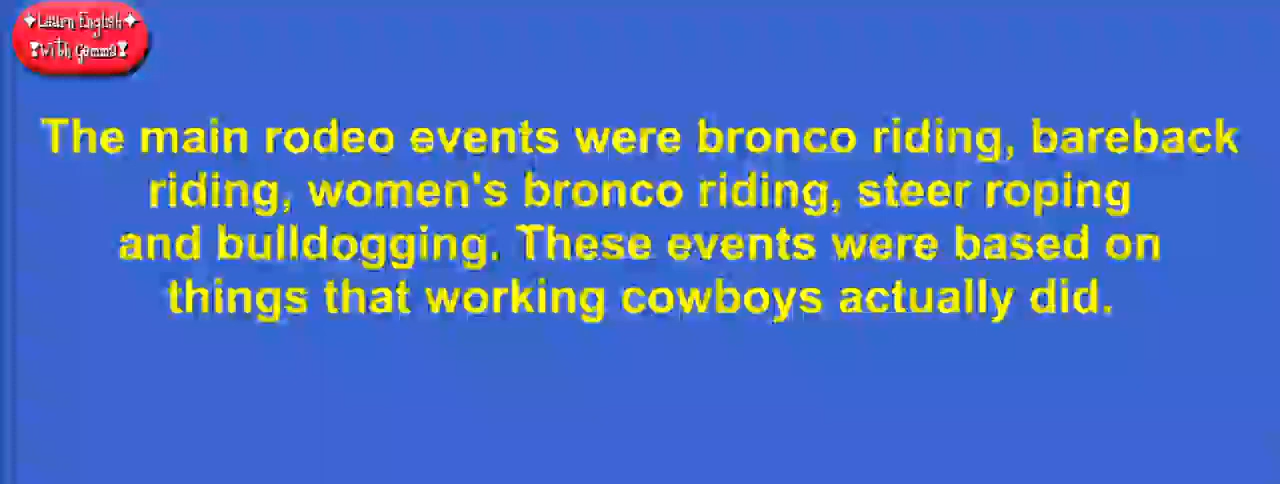 Learn English
with Gemma
The main rodeo events were bronco riding, bareback
riding, women's bronco riding, steer roping
and bulldogging. These events were based on
things that working cowboys actually did.